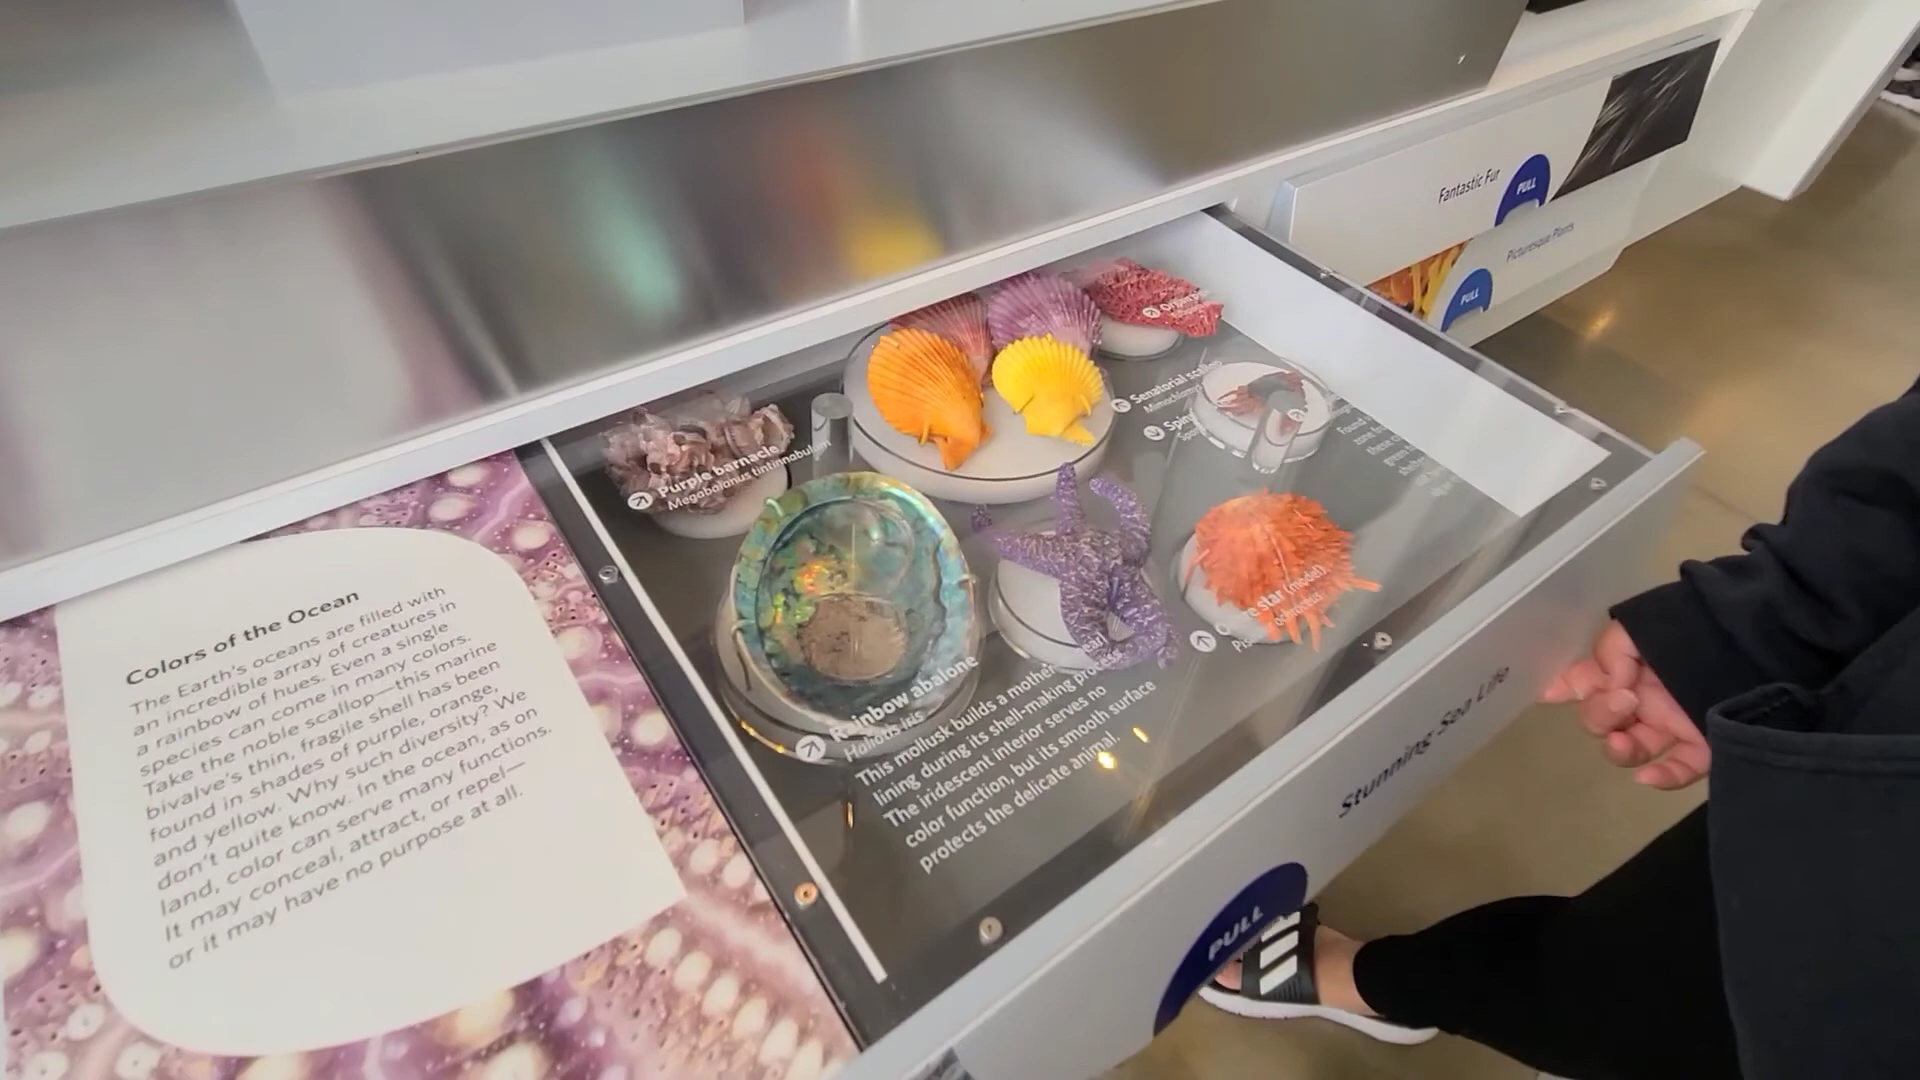 Colors of the Ocean
The Earth's oceans are filled with
an incredible array of creatures in
a rainbow of hues. Even a single
species can come in many colors.
Take the noble scallop—this marine
bivalve's thin, fragile shell has been
found in shades of purple, orange,
and yellow. Why such diversity? We
don't quite know. In the ocean, as on
land, color can serve many functions.
It may conceal, attract, or repel—
or it may have no purpose at all.
Purple barnacle
Megabalanus tintinnabulum
Senatorial scallop
Rainbow abalone
Haliotis iris
This mollusk builds a mother
lining during its shell-making process.
The iridescent interior serves no
color function, but its smooth surface
protects the delicate animal.
star (model)
Found
Stunning Sea Life
PULL
Fantastic Fur
PULL
Picturesque Plants
PULL